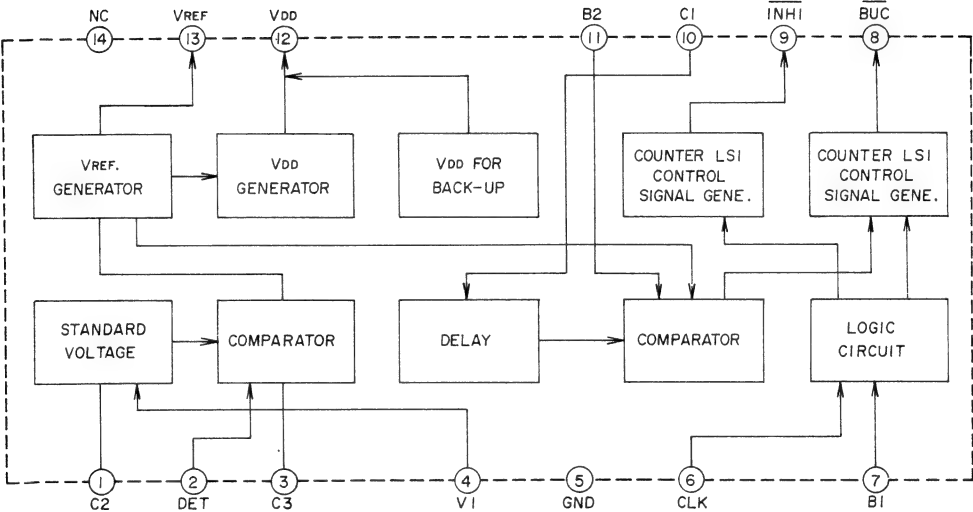 NC VREF VDD B2 C1 INH1 BUC
14 13 12 11 10 9 8
VREF.
GENERATOR
VDD
GENERATOR
VDD FOR
BACK-UP
COUNTER LSI
CONTROL
SIGNAL GENE.
COUNTER LSI
CONTROL
SIGNAL GENE.
STANDARD
VOLTAGE
COMPARATOR
DELAY
COMPARATOR
LOGIC
CIRCUIT
1 2 3 4 5 6 7
C2 DET C3 V1 GND CLK B1